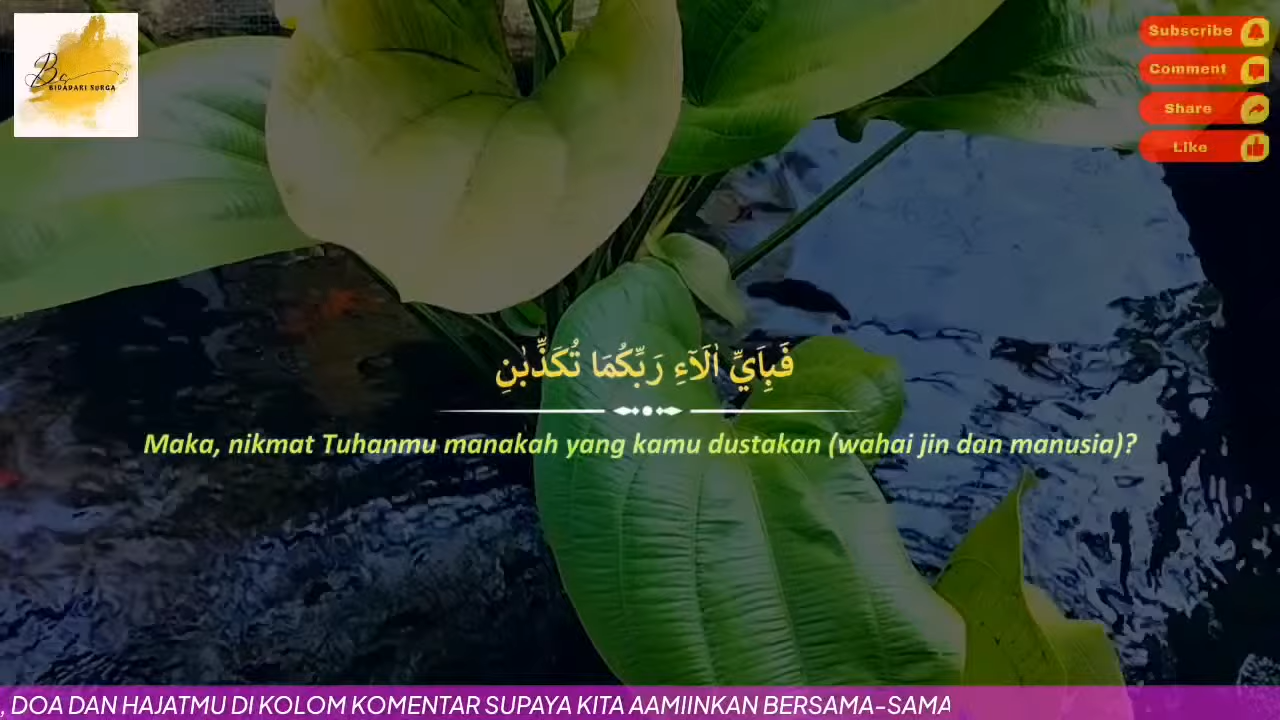 Bs
BIDADARI SURGA
Subscribe
Comment
Share
Like
فَبِاَيِّ اٰلَاۤءِ رَبِّكُمَا تُكَذِّبٰنِ
Maka, nikmat Tuhanmu manakah yang kamu dustakan (wahai jin dan manusia)?
, DOA DAN HAJATMU DI KOLOM KOMENTAR SUPAYA KITA AAMIINKAN BERSAMA-SAMA